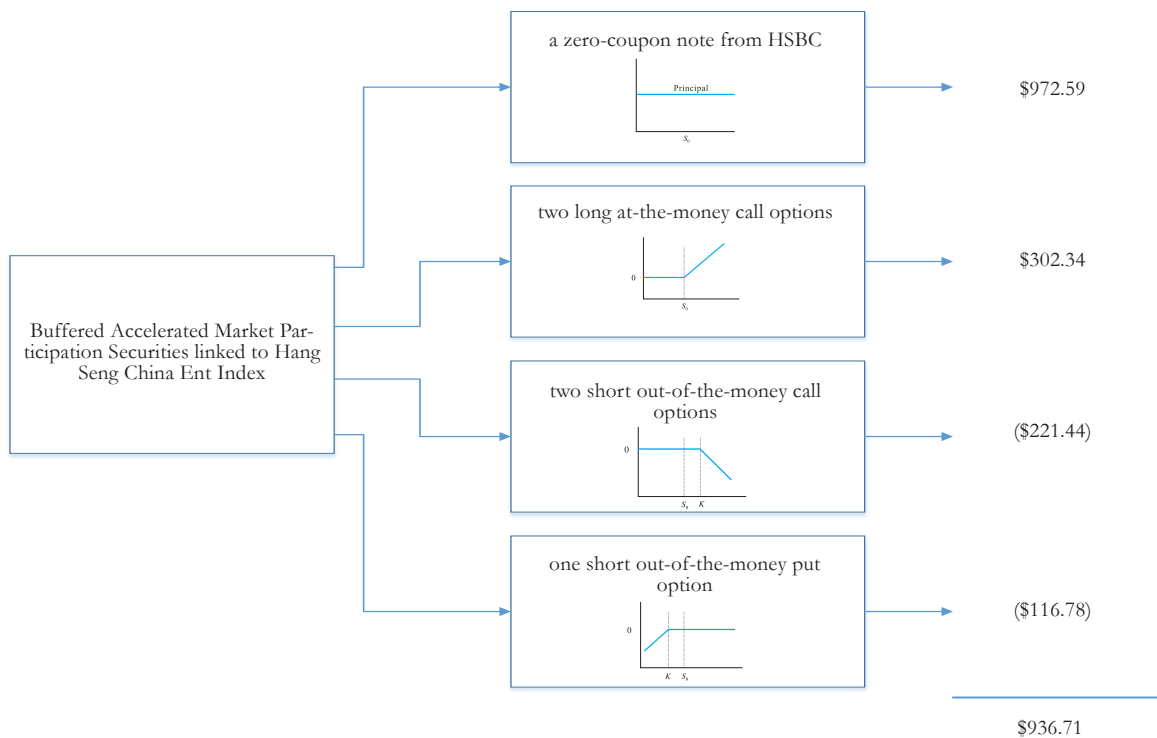 a zero-coupon note from HSBC
Principal
S0
$972.59
two long at-the-money call options
0
S0
$302.34
Buffered Accelerated Market Par-
ticipation Securities linked to Hang
Seng China Ent Index
two short out-of-the-money call
options
0
S0 K
($221.44)
one short out-of-the-money put
option
0
K S0
($116.78)
$936.71